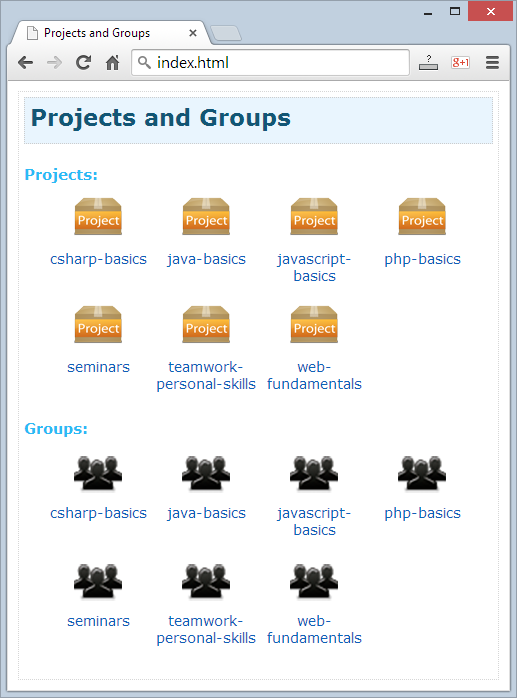 Projects and Groups
index.html
?
g+1
Projects and Groups
Projects:
Project Project Project Project
csharp-basics java-basics javascript- php-basics
basics
Project Project Project
seminars teamwork- web-
personal-skills fundamentals
Groups:
csharp-basics java-basics javascript- php-basics
basics
seminars teamwork- web-
personal-skills fundamentals